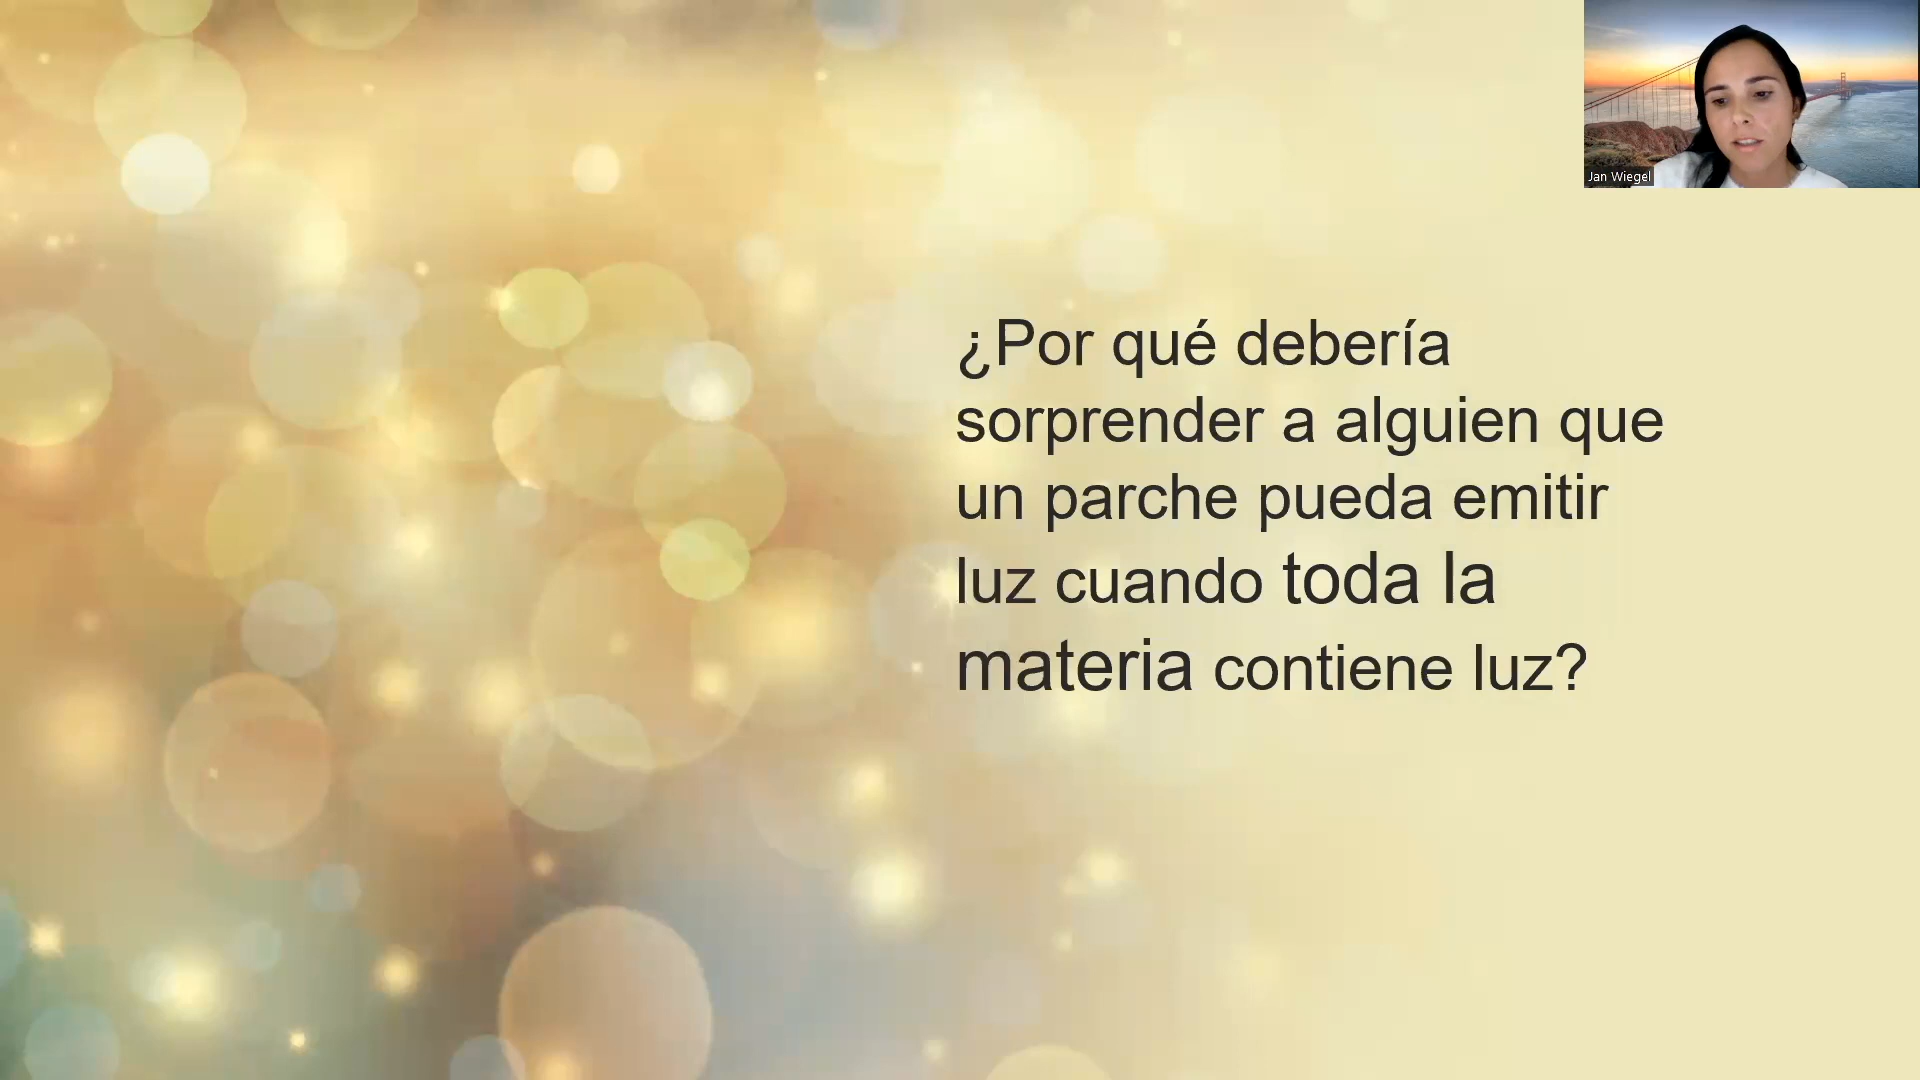 Jan Wiegel
¿Por qué debería
sorprender a alguien que
un parche pueda emitir
luz cuando toda la
materia contiene luz?